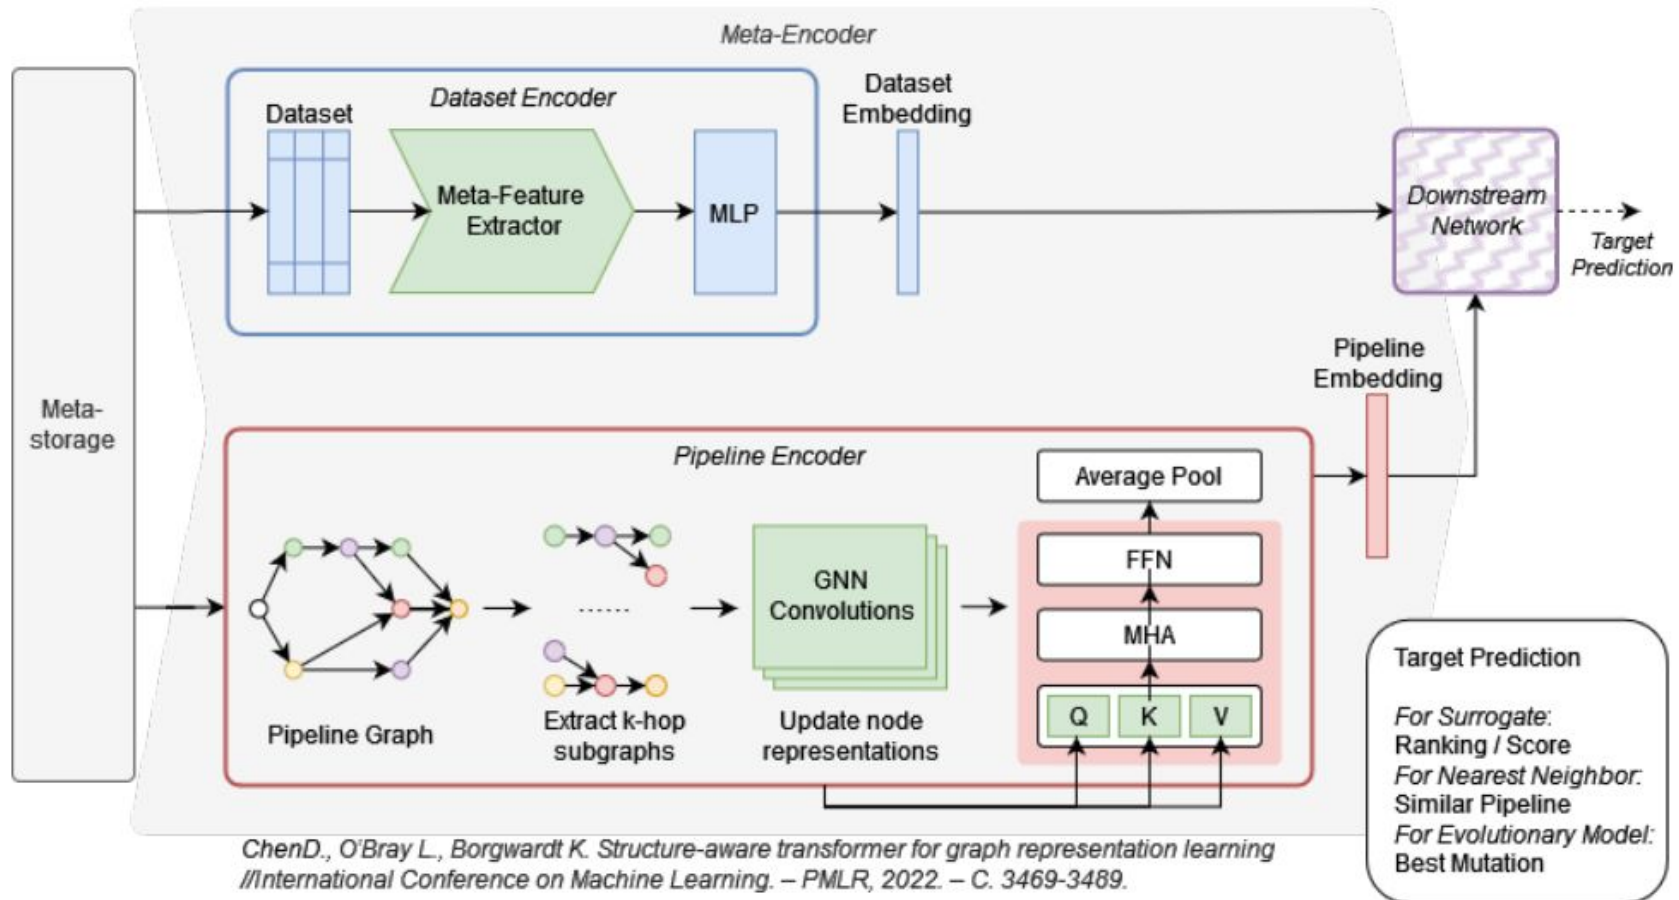 Meta-Encoder
Dataset Encoder
Dataset
Meta-Feature
Extractor
MLP
Dataset
Embedding
Downstream
Network
Target
Prediction
Meta-
storage
Pipeline
Embedding
Pipeline Encoder
Pipeline Graph
......
Extract k-hop
subgraphs
GNN
Convolutions
Update node
representations
Average Pool
FFN
MHA
Q K V
Target Prediction
For Surrogate:
Ranking / Score
For Nearest Neighbor:
Similar Pipeline
For Evolutionary Model:
Best Mutation
ChenD., O'Bray L., Borgwardt K. Structure-aware transformer for graph representation learning
//International Conference on Machine Learning. – PMLR, 2022. – C. 3469-3489.